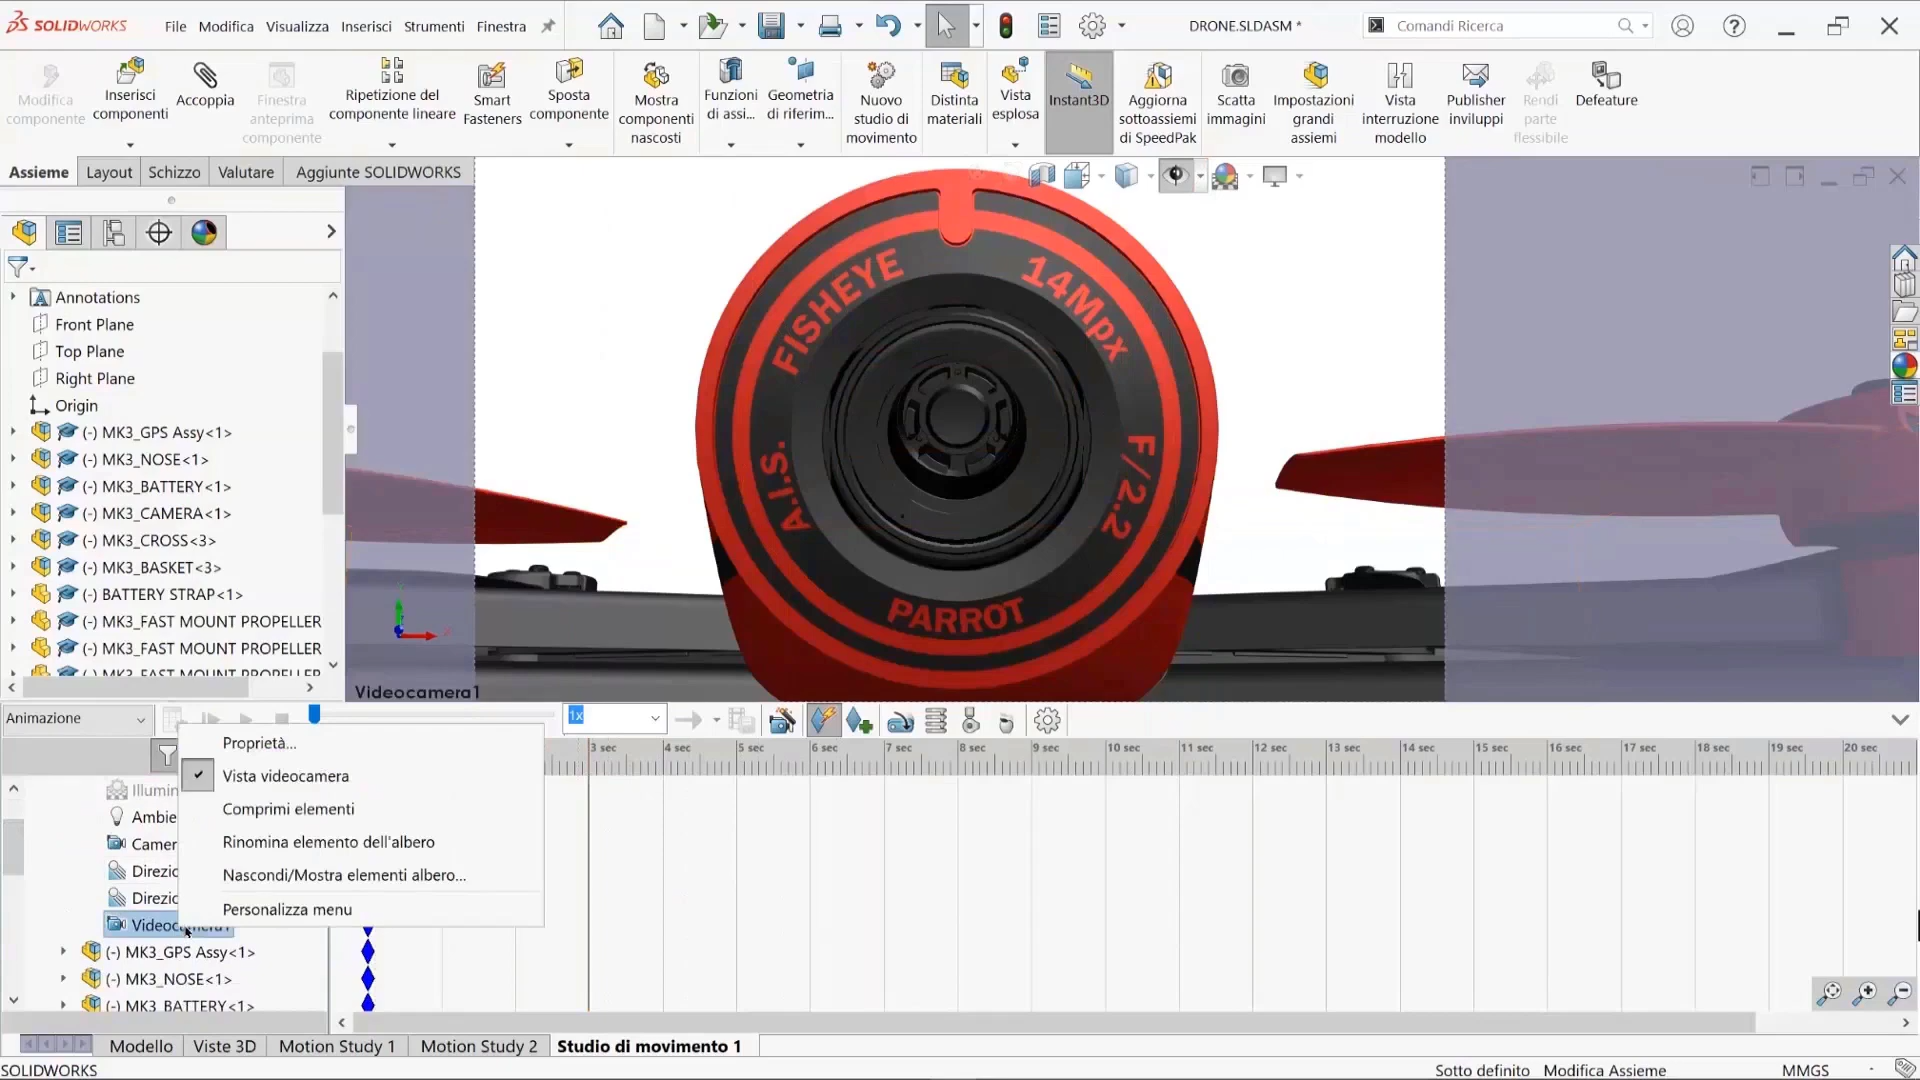 SOLIDWORKS
File Modifica Visualizza Inserisci Strumenti Finestra
DRONE.SLDASM *
Comandi Ricerca
Modifica componente
Inserisci componenti
Accoppia
Finestra anteprima componente
Ripetizione del componente lineare
Smart Fasteners
Sposta componente
Mostra componenti nascosti
Funzioni di assi...
Geometria di riferim...
Nuovo studio di movimento
Distinta materiali
Vista esplosa
Instant3D
Aggiorna sottoassiemi di SpeedPak
Scatta immagini
Impostazioni grandi assiemi
Vista interruzione modello
Publisher inviluppi
Rendi parte flessibile
Defeature
Assieme Layout Schizzo Valutare Aggiunte SOLIDWORKS
Annotations
Front Plane
Top Plane
Right Plane
Origin
(-) MK3_GPS Assy<1>
(-) MK3_NOSE<1>
(-) MK3_BATTERY<1>
(-) MK3_CAMERA<1>
(-) MK3_CROSS<3>
(-) MK3_BASKET<3>
(-) BATTERY STRAP<1>
(-) MK3_FAST MOUNT PROPELLER
(-) MK3_FAST MOUNT PROPELLER
(-) MK3_FAST MOUNT PROPELLER
FISHEYE
14Mpx
A.I.S.
F/2.2
PARROT
Videocamera1
Animazione
1x
3 sec 4 sec 5 sec 6 sec 7 sec 8 sec 9 sec 10 sec 11 sec 12 sec 13 sec 14 sec 15 sec 16 sec 17 sec 18 sec 19 sec 20 sec
Proprietà...
Vista videocamera
Comprimi elementi
Rinomina elemento dell'albero
Nascondi/Mostra elementi albero...
Personalizza menu
Illumin
Ambie
Camer
Direzio
Direzio
Videocamera1
(-) MK3_GPS Assy<1>
(-) MK3_NOSE<1>
(-) MK3_BATTERY<1>
Modello Viste 3D Motion Study 1 Motion Study 2 Studio di movimento 1
SOLIDWORKS
Sotto definito Modifica Assieme MMGS